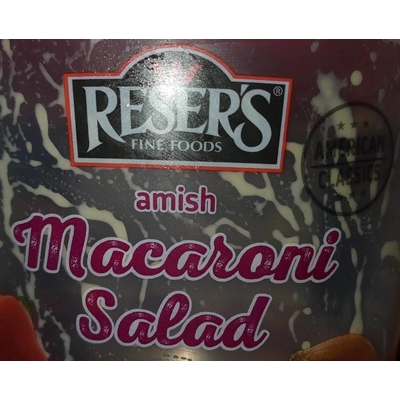 RESER'S®
FINE FOODS
AMERICAN
CLASSICS
amish
Macaroni
Salad